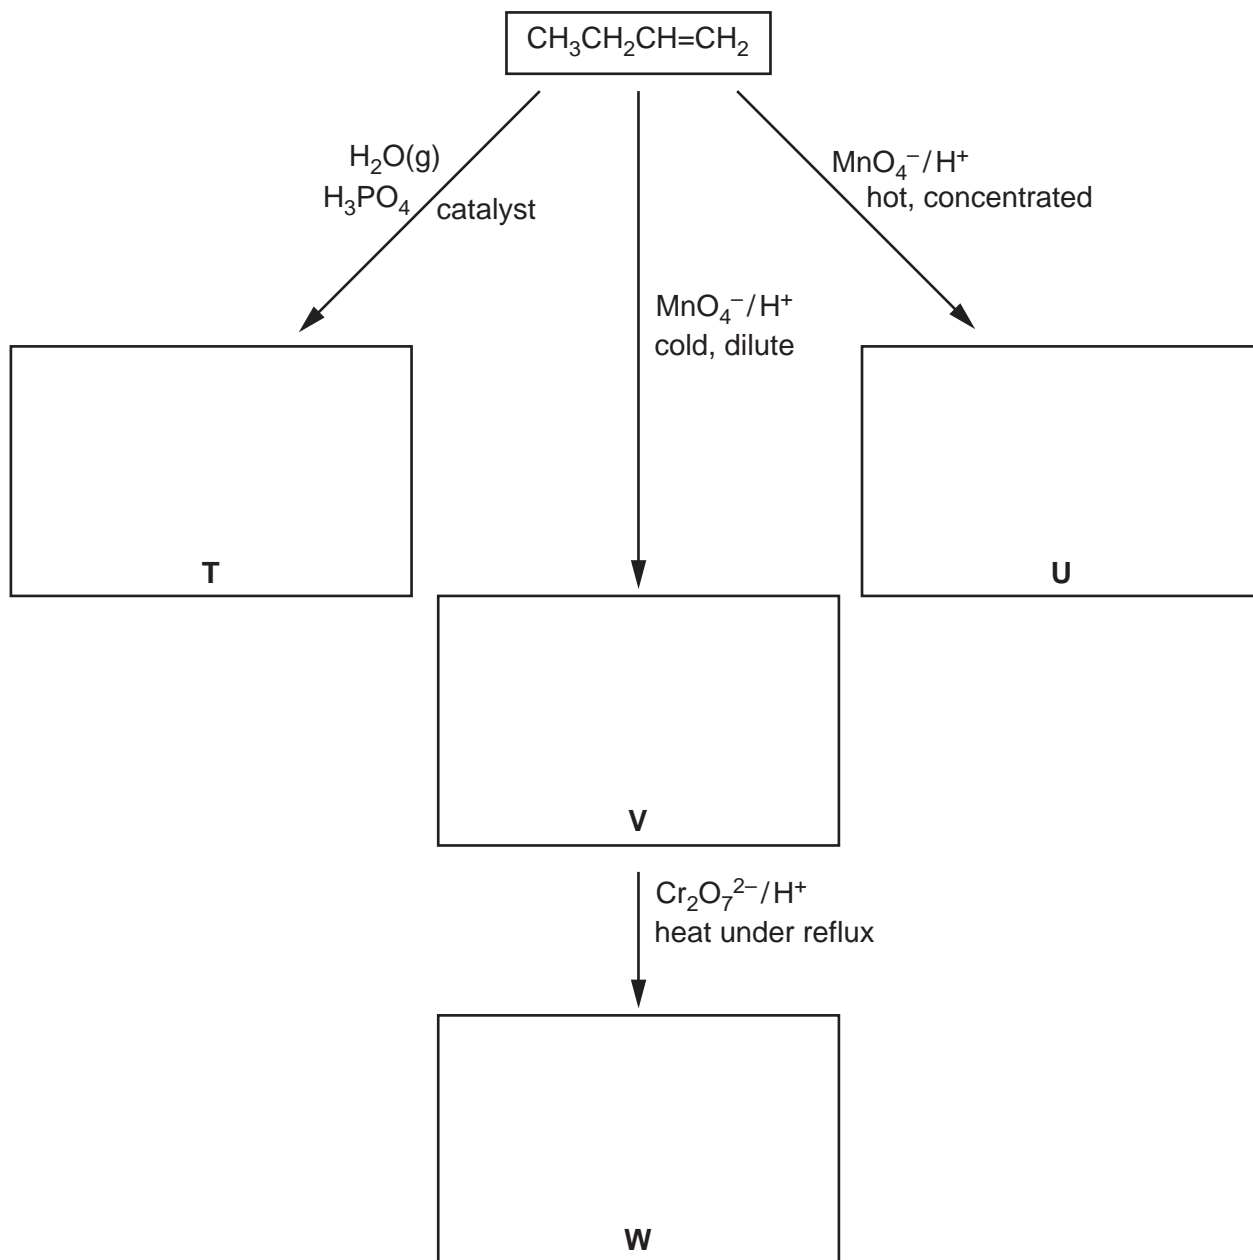 CH₃CH₂CH=CH₂
H₂O(g)
H₃PO₄ catalyst
MnO₄⁻/H⁺
hot, concentrated
MnO₄⁻/H⁺
cold, dilute
T
U
V
Cr₂O₇²⁻/H⁺
heat under reflux
W